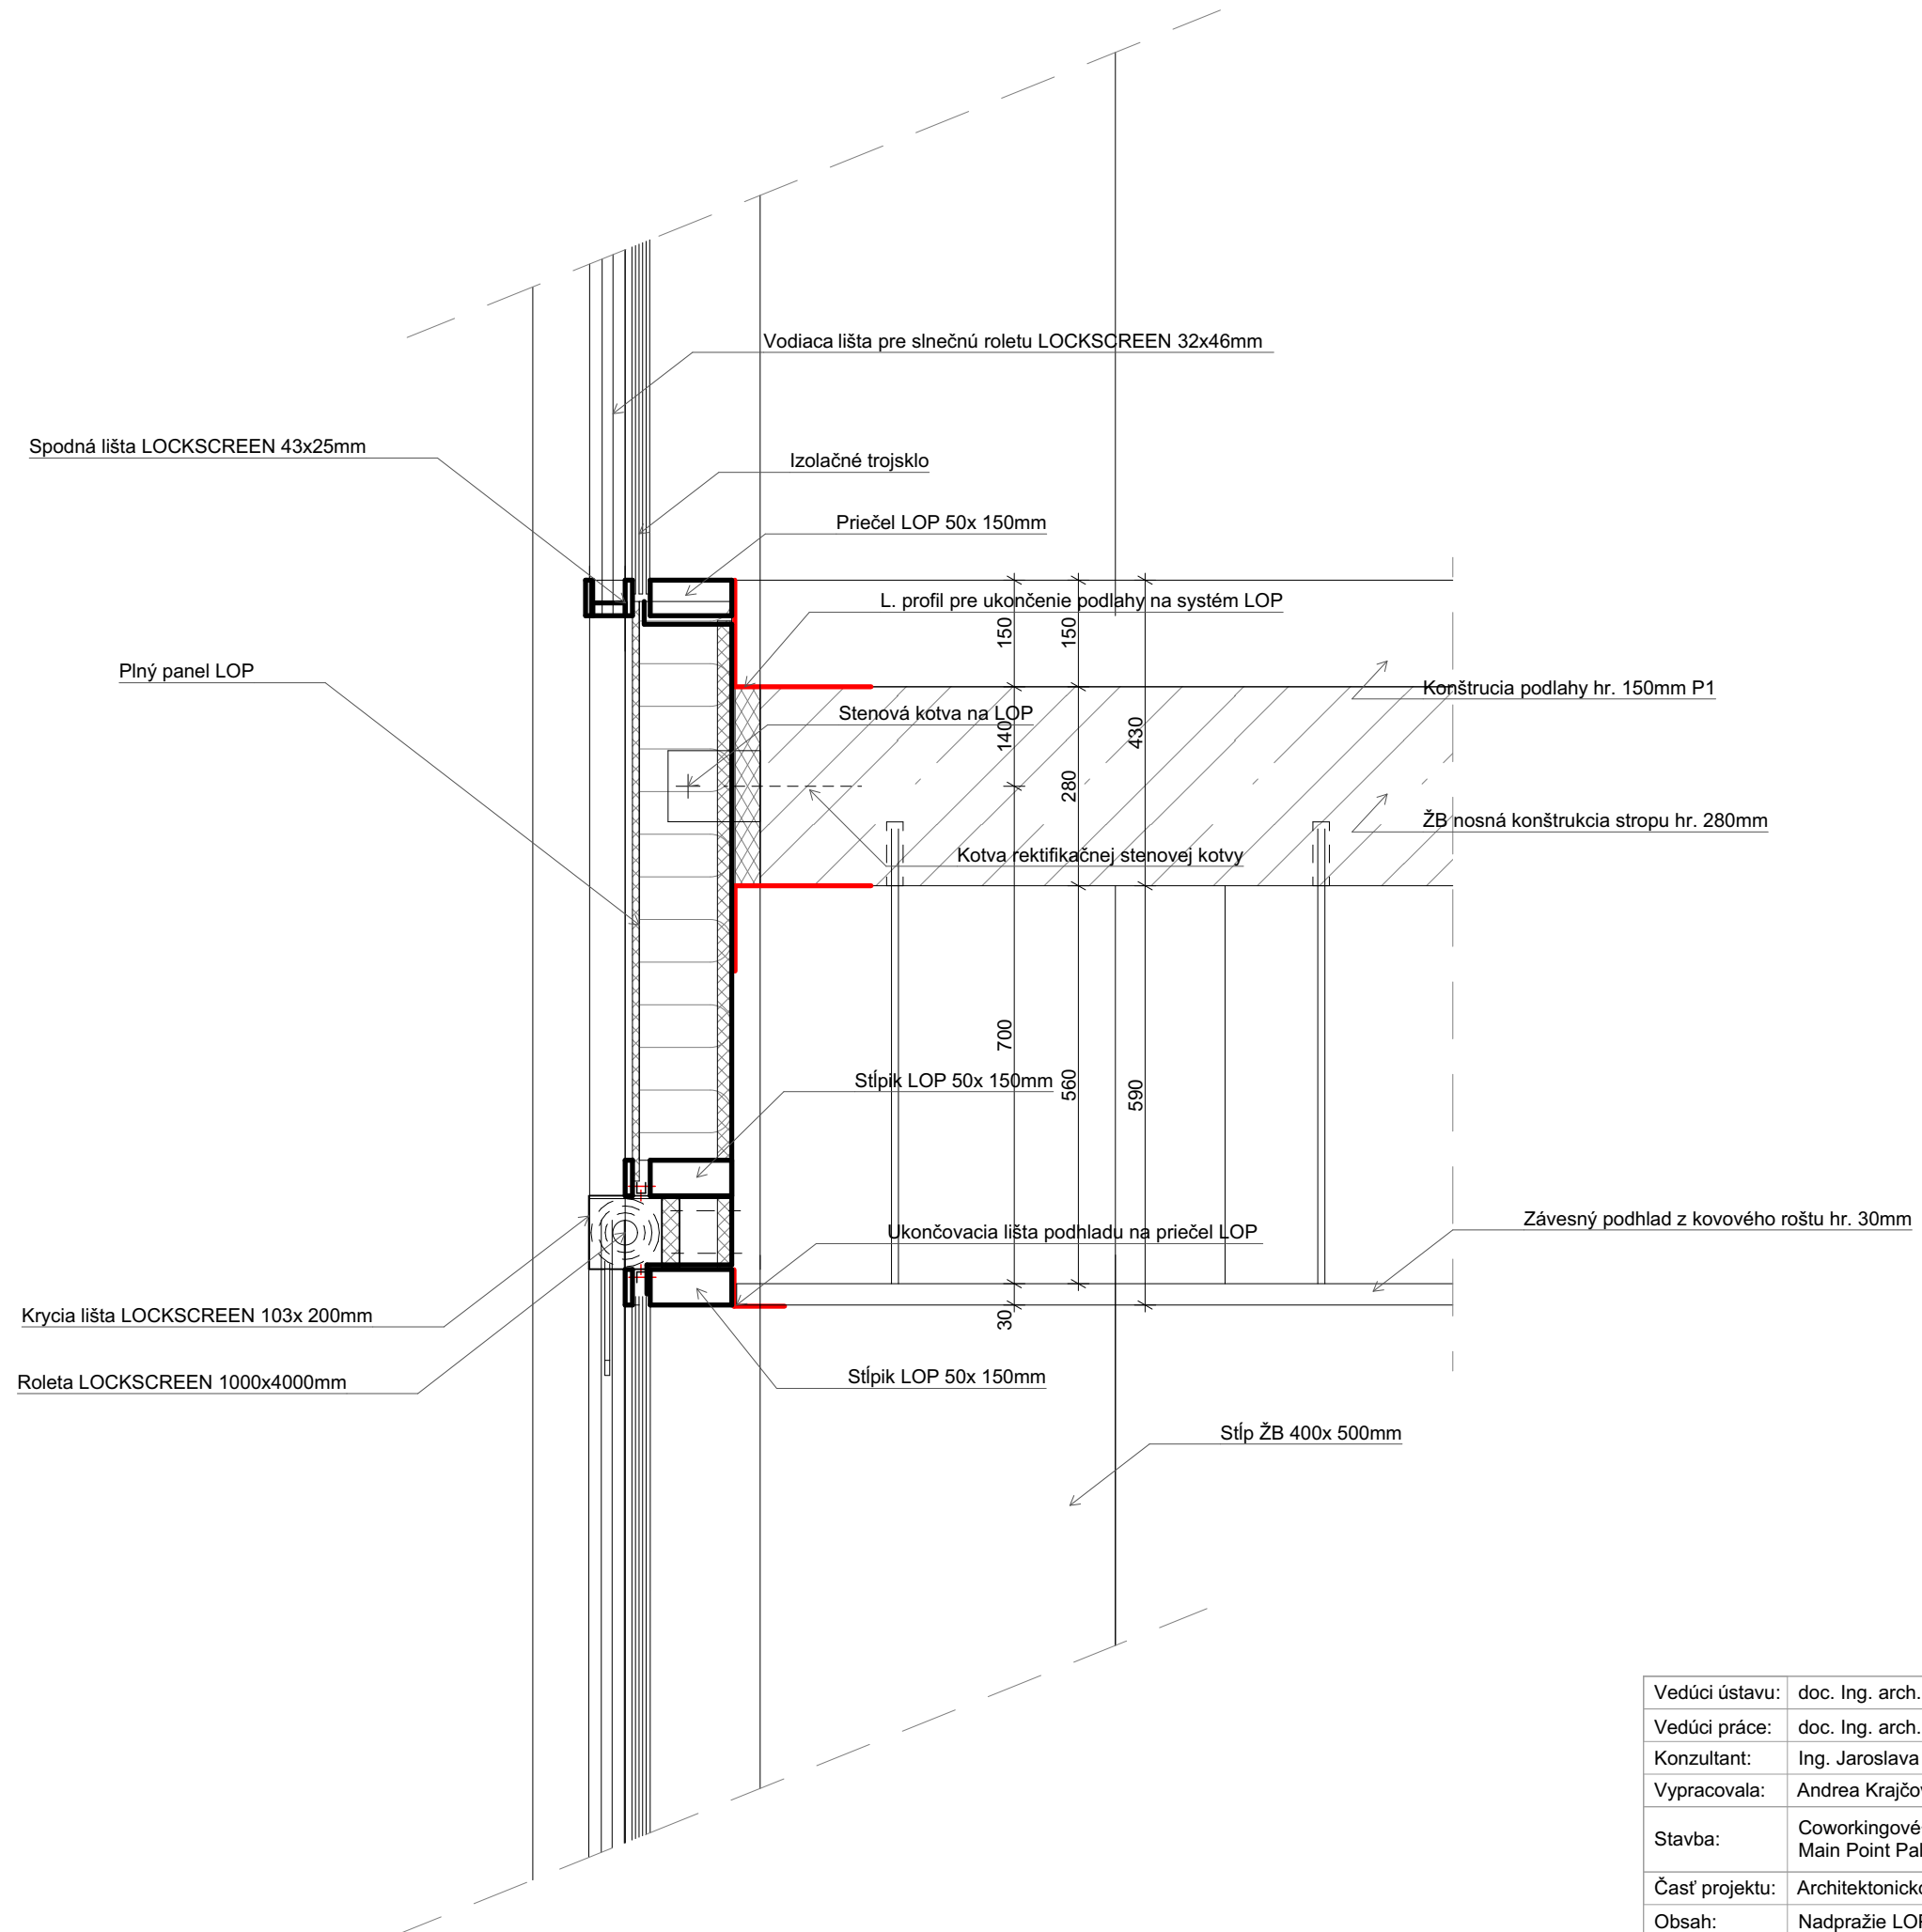 Vodiaca lišta pre slnečnú roletu LOCKSCREEN 32x46mm
Spodná lišta LOCKSCREEN 43x25mm
Izolačné trojsklo
Priečel LOP 50x 150mm
L. profil pre ukončenie podlahy na systém LOP
150
150
Plný panel LOP
Konštrucia podlahy hr. 150mm P1
Stenová kotva na LOP
140
430
280
ŽB nosná konštrukcia stropu hr. 280mm
Kotva rektifikačnej stenovej kotvy
700
560
590
Stĺpik LOP 50x 150mm
Závesný podhlad z kovového roštu hr. 30mm
Ukončovacia lišta podhladu na priečel LOP
Krycia lišta LOCKSCREEN 103x 200mm
30
Roleta LOCKSCREEN 1000x4000mm
Stĺpik LOP 50x 150mm
Stĺp ŽB 400x 500mm
Vedúci ústavu: doc. Ing. arch.
Vedúci práce: doc. Ing. arch.
Konzultant: Ing. Jaroslava
Vypracovala: Andrea
Stavba: Coworkingové
Main Point
Časť projektu:
Obsah: Nadpražie